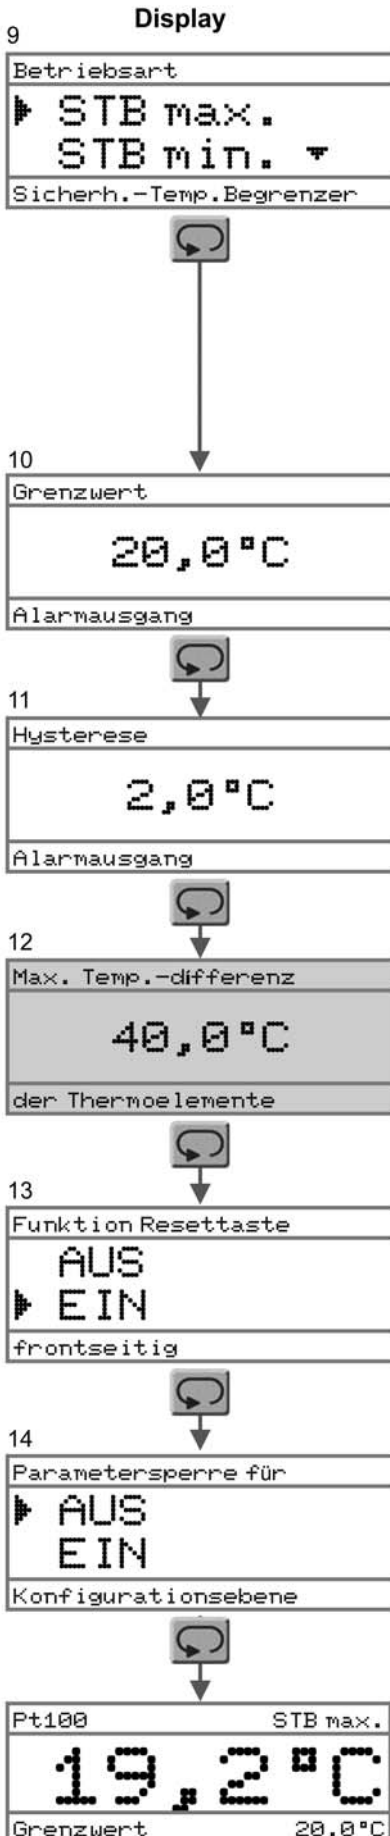 Display
9
Betriebsart
STB max.
STB min.
Sicherh.-Temp.Begrenzer
10
Grenzwert
20,0°C
Alarmausgang
11
Hysterese
2,0°C
Alarmausgang
12
Max. Temp.-differenz
40,0°C
der Thermoelemente
13
Funktion Resettaste
AUS
EIN
frontseitig
14
Parametersperre für
AUS
EIN
Konfigurationsebene
Pt100 STB max.
19,2°C
Grenzwert 20.0°C